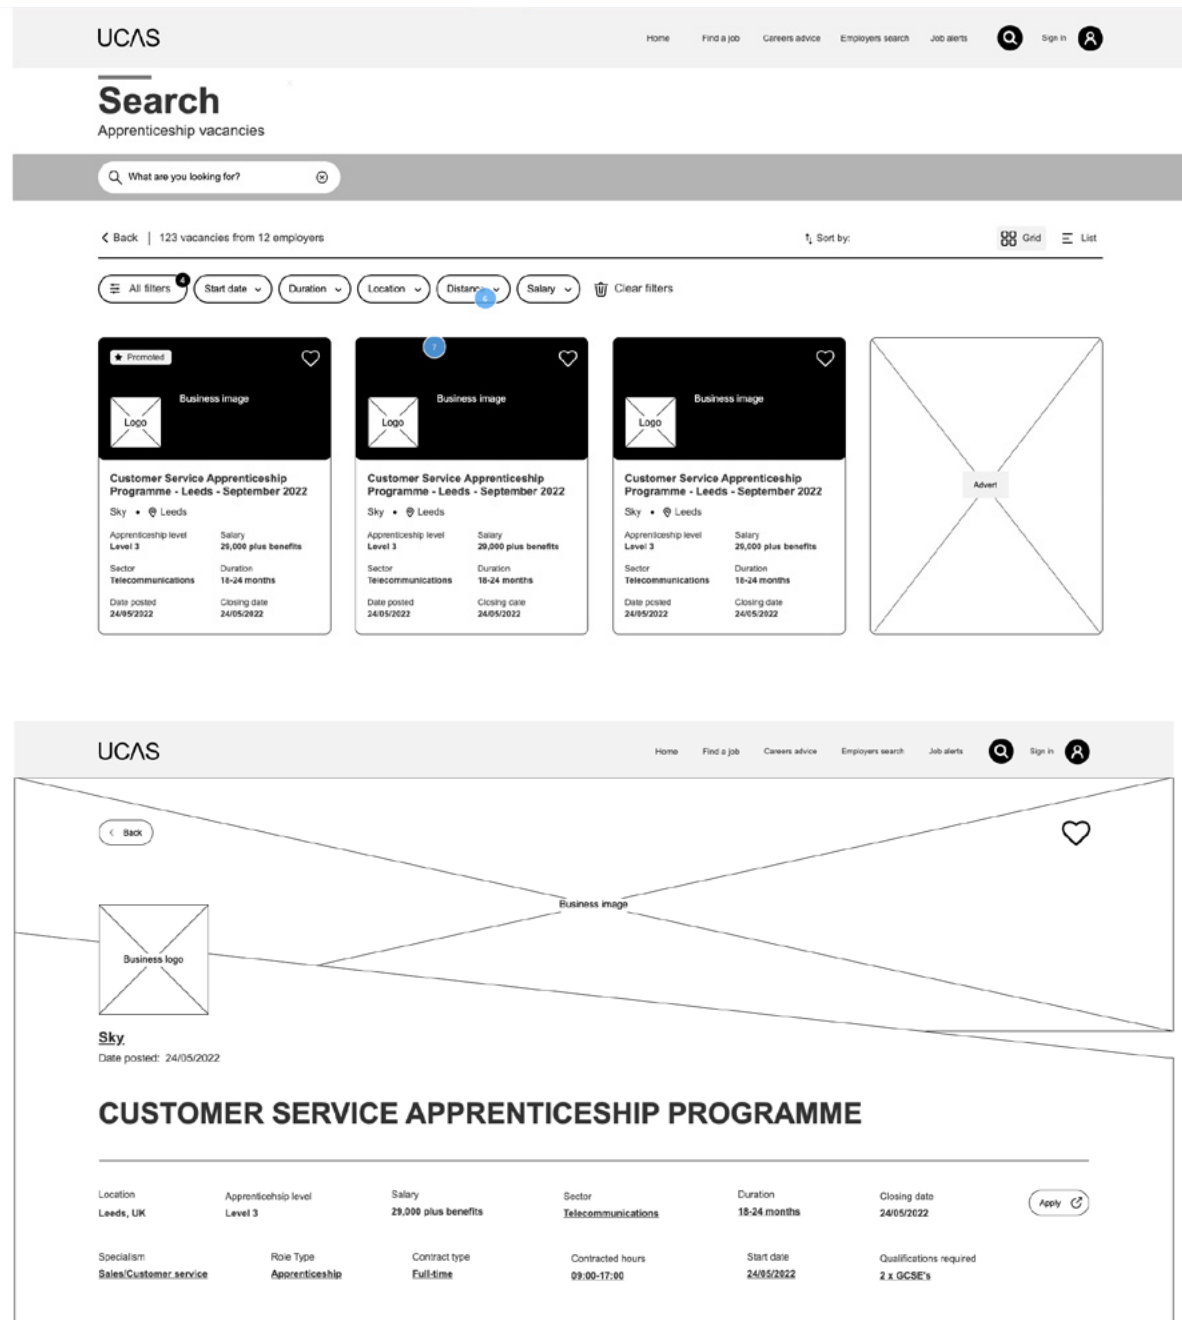 UCAS
Home Find a job Careers advice Employers search Job alerts Sign in
Search
Apprenticeship vacancies
What are you looking for?
Back | 123 vacancies from 12 employers Sort by: Grid List
All filters 4 Start date Duration Location Distance 6 Salary Clear filters
Promoted 7
Business image Business image Business image
Logo Logo Logo
Customer Service Apprenticeship Customer Service Apprenticeship Customer Service Apprenticeship
Programme - Leeds - September 2022 Programme - Leeds - September 2022 Programme - Leeds - September 2022
Advert
Sky • Leeds Sky • Leeds Sky • Leeds
Apprenticeship level Salary Apprenticeship level Salary Apprenticeship level Salary
Level 3 29,000 plus benefits Level 3 29,000 plus benefits Level 3 29,000 plus benefits
Sector Duration Sector Duration Sector Duration
Telecommunications 18-24 months Telecommunications 18-24 months Telecommunications 18-24 months
Date posted Closing date Date posted Closing date Date posted Closing date
24/05/2022 24/05/2022 24/05/2022 24/05/2022 24/05/2022 24/05/2022
UCAS
Home Find a job Careers advice Employers search Job alerts Sign in
Back
Business image
Business logo
Sky
Date posted: 24/05/2022
CUSTOMER SERVICE APPRENTICESHIP PROGRAMME
Location Apprenticehsip level Salary Sector Duration Closing date
Leeds, UK Level 3 29,000 plus benefits Telecommunications 18-24 months 24/05/2022 Apply
Specialism Role Type Contract type Contracted hours Start date Qualifications required
Sales/Customer service Apprenticeship Full-time 09:00-17:00 24/05/2022 2 x GCSE's